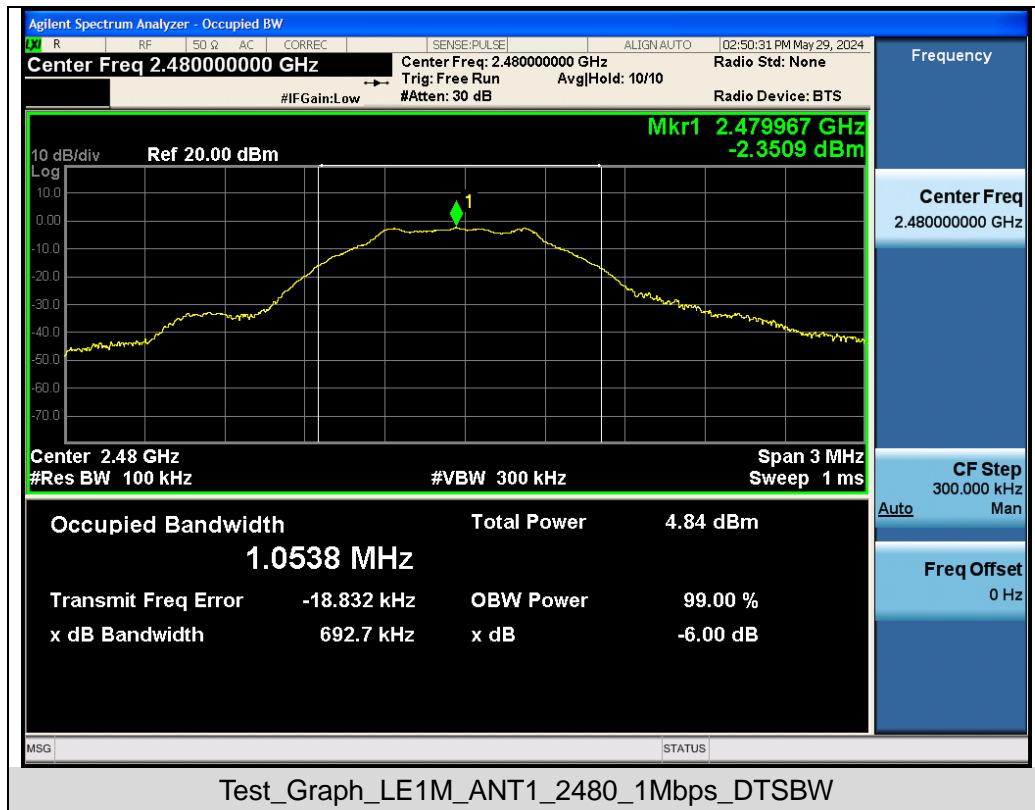 Agilent Spectrum Analyzer - Occupied BW
LXI R RF 50 Ω AC CORREC SENSE:PULSE ALIGN AUTO 02:50:31 PM May 29, 2024
Center Freq 2.480000000 GHz
Center Freq: 2.480000000 GHz
Radio Std: None
Trig: Free Run Avg|Hold: 10/10
#IFGain:Low
#Atten: 30 dB
Radio Device: BTS
Frequency
Mkr1 2.479967 GHz
-2.3509 dBm
10 dB/div Ref 20.00 dBm
Log
10.0
0.00
-10.0
-20.0
-30.0
-40.0
-50.0
-60.0
-70.0
1
Center 2.48 GHz Span 3 MHz
#Res BW 100 kHz #VBW 300 kHz Sweep 1 ms
Center Freq
2.480000000 GHz
CF Step
300.000 kHz
Auto Man
Freq Offset
0 Hz
Occupied Bandwidth Total Power 4.84 dBm
1.0538 MHz
Transmit Freq Error -18.832 kHz OBW Power 99.00 %
x dB Bandwidth 692.7 kHz x dB -6.00 dB
MSG STATUS
Test_Graph_LE1M_ANT1_2480_1Mbps_DTSBW